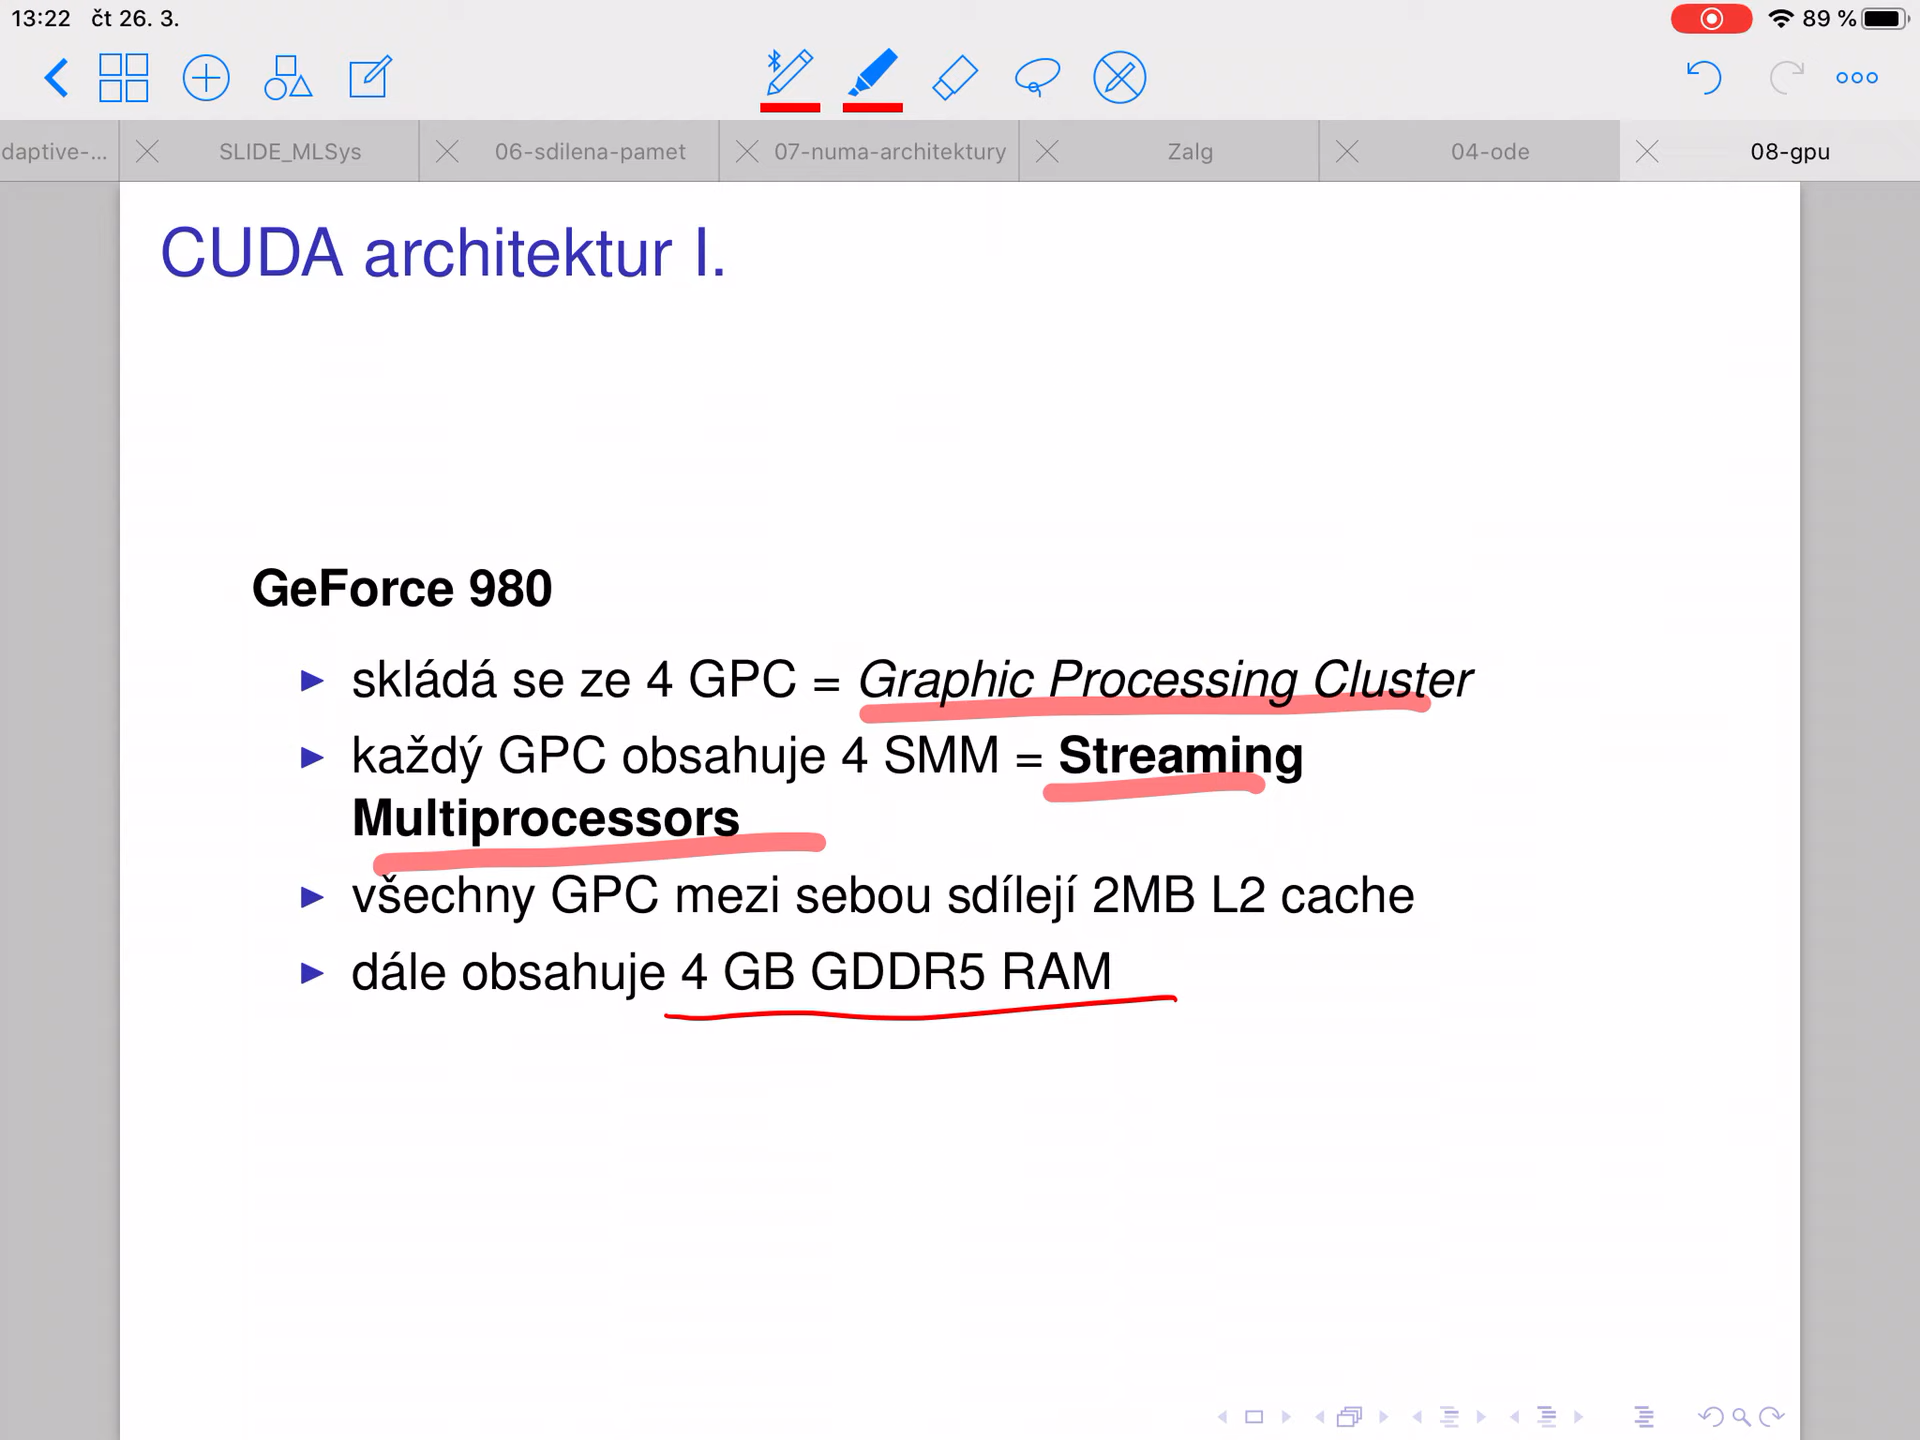 13:22 čt 26. 3. 89 %
daptive-... SLIDE_MLSys 06-sdilena-pamet 07-numa-architektury Zalg 04-ode 08-gpu
CUDA architektur I.
GeForce 980
skládá se ze 4 GPC = Graphic Processing Cluster
každý GPC obsahuje 4 SMM = Streaming
Multiprocessors
všechny GPC mezi sebou sdílejí 2MB L2 cache
dále obsahuje 4 GB GDDR5 RAM